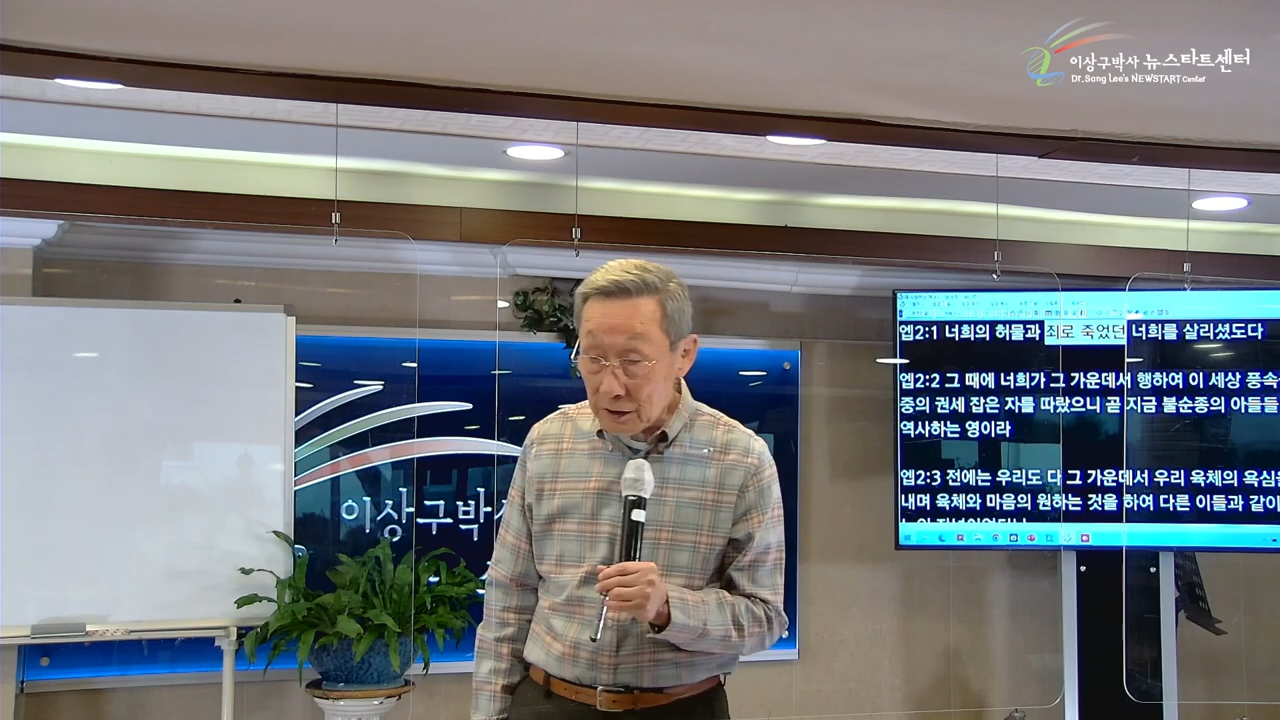 이상구박사 뉴스타트센터
Dr.Sang Lee's NEWSTART Center
이상구박사
엡2:1 너희의 허물과 죄로 죽었던 너희를 살리셨도다
엡2:2 그 때에 너희가 그 가운데서 행하여 이 세상 풍속
중의 권세 잡은 자를 따랐으니 곧 지금 불순종의 아들들
역사하는 영이라
엡2:3 전에는 우리도 다 그 가운데서 우리 육체의 욕심을
내며 육체와 마음의 원하는 것을 하여 다른 이들과 같이